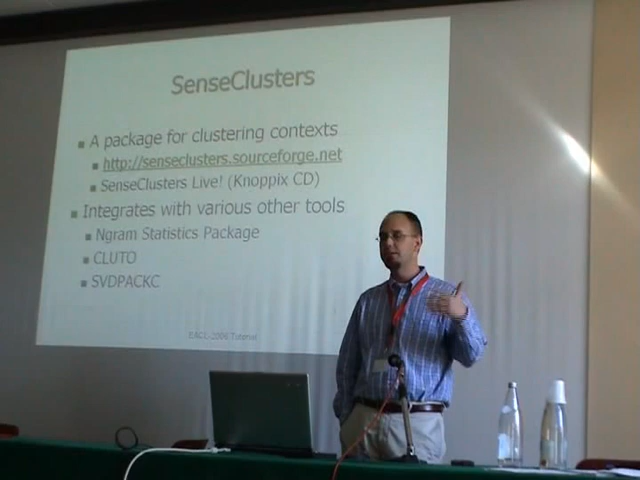 SenseClusters
A package for clustering contexts
http://senseclusters.sourceforge.net
SenseClusters Live! (Knoppix CD)
Integrates with various other tools
Ngram Statistics Package
CLUTO
SVDPACKC
EACL-2006 Tutorial